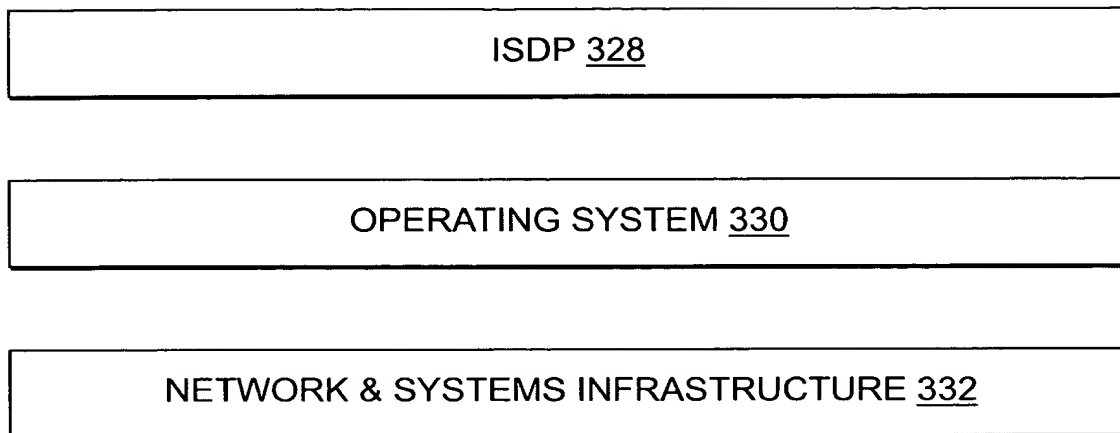 ISDP 328
OPERATING SYSTEM 330
NETWORK & SYSTEMS INFRASTRUCTURE 332